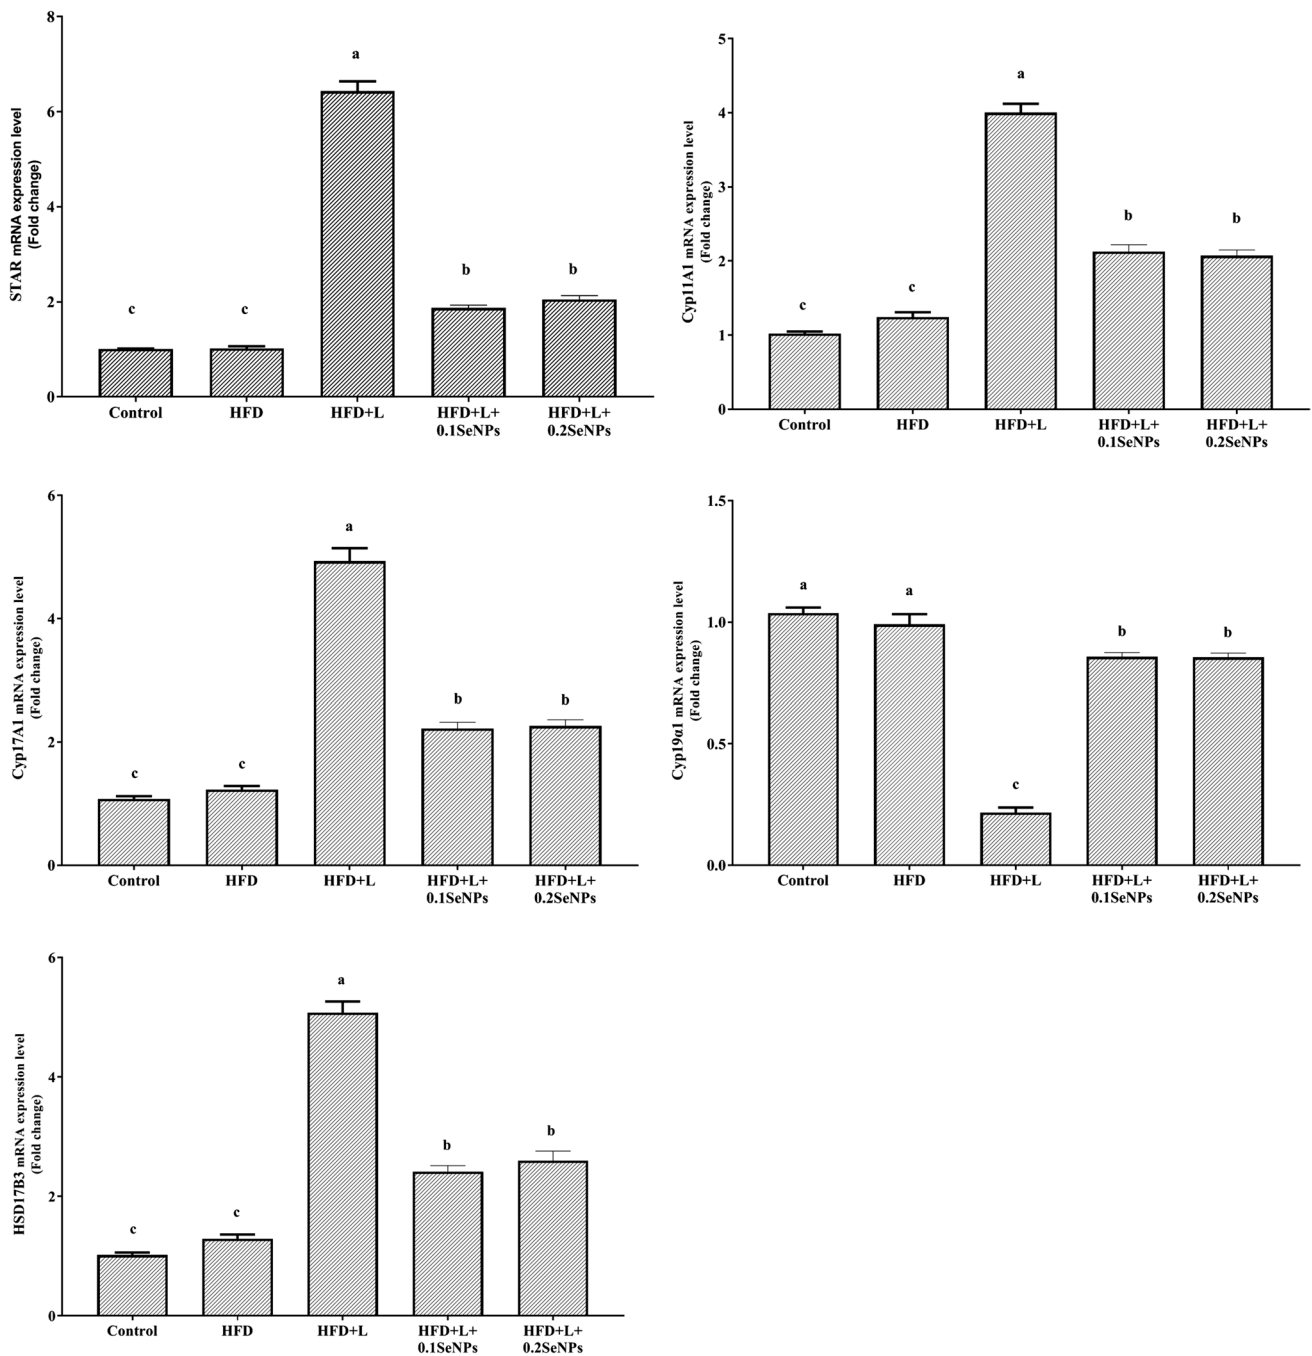 STAR mRNA expression level
(Fold change)
8
6
4
2
0
c
c
a
b
b
Control
HFD
HFD+L
HFD+L+
0.1SeNPs
HFD+L+
0.2SeNPs
Cyp11A1 mRNA expression level
(Fold change)
5
4
3
2
1
0
c
c
a
b
b
Control
HFD
HFD+L
HFD+L+
0.1SeNPs
HFD+L+
0.2SeNPs
Cyp17A1 mRNA expression level
(Fold change)
6
4
2
0
c
c
a
b
b
Control
HFD
HFD+L
HFD+L+
0.1SeNPs
HFD+L+
0.2SeNPs
Cyp19α1 mRNA expression level
(Fold change)
1.5
1.0
0.5
0.0
a
a
c
b
b
Control
HFD
HFD+L
HFD+L+
0.1SeNPs
HFD+L+
0.2SeNPs
HSD17B3 mRNA expression level
(Fold change)
6
4
2
0
c
c
a
b
b
Control
HFD
HFD+L
HFD+L+
0.1SeNPs
HFD+L+
0.2SeNPs